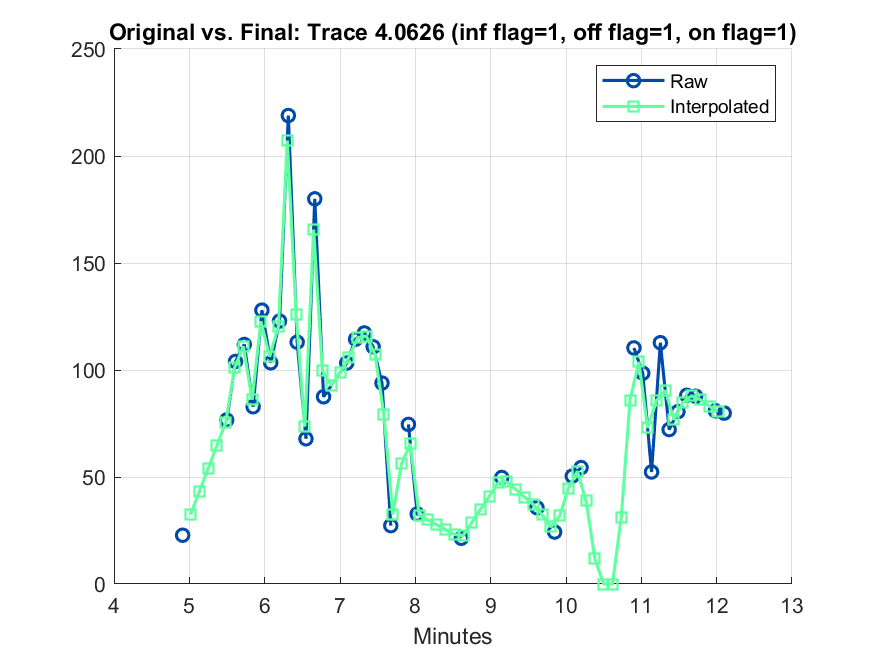 Original vs. Final: Trace 4.0626 (inf flag=1, off flag=1, on flag=1)
250
200
150
100
50
0
Raw
Interpolated
4 5 6 7 8 9 10 11 12 13
Minutes